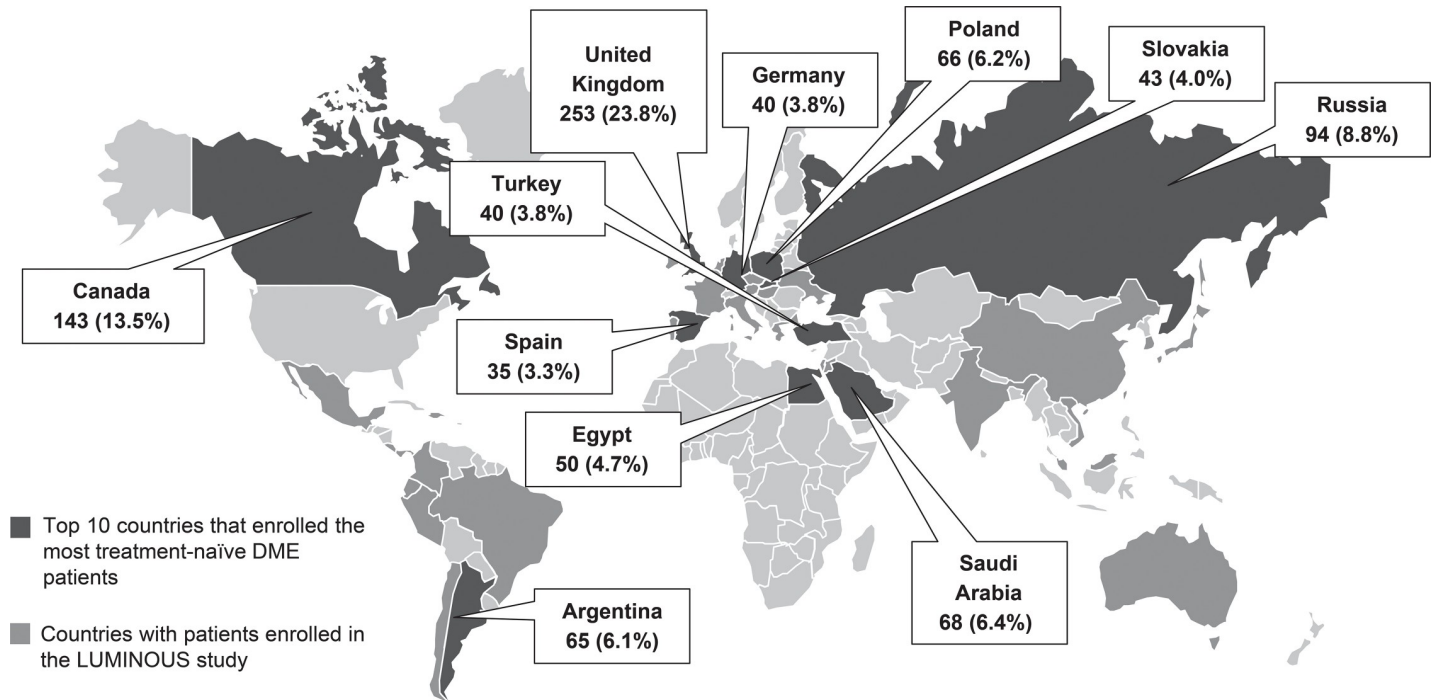 United
Kingdom
253 (23.8%)
Germany
40 (3.8%)
Poland
66 (6.2%)
Slovakia
43 (4.0%)
Russia
94 (8.8%)
Turkey
40 (3.8%)
Canada
143 (13.5%)
Spain
35 (3.3%)
Egypt
50 (4.7%)
Saudi
Arabia
68 (6.4%)
Argentina
65 (6.1%)
Top 10 countries that enrolled the
most treatment-naïve DME
patients
Countries with patients enrolled in
the LUMINOUS study